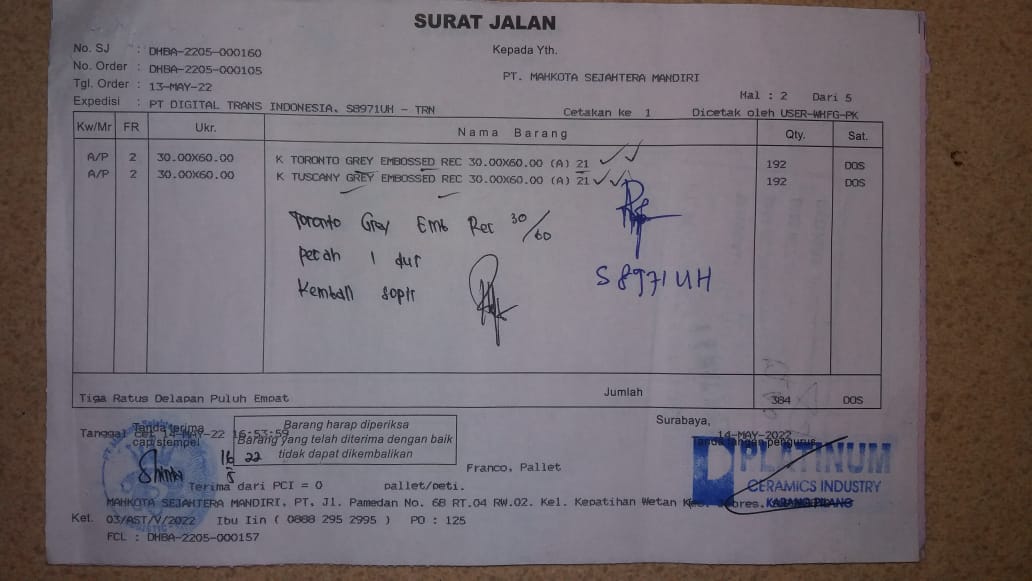 SURAT JALAN
No. SJ : DHBA-2205-000160
Kepada Yth.
No. Order : DHBA-2205-000105
PT. MAHKOTA SEJAHTERA MANDIRI
Tgl. Order : 13-MAY-22
Hal : 2 Dari 5
Expedisi : PT DIGITAL TRANS INDONESIA. S8971UH - TRN
Cetakan ke 1 Dicetak oleh USER-WHFG-PK
Kw/Mr FR Ukr. Nama Barang Qty. Sat.
A/P 2 30.00X60.00 K TORONTO GREY EMBOSSED REC 30.00X60.00 (A) 21 192 DOS
A/P 2 30.00X60.00 K TUSCANY GREY EMBOSSED REC 30.00X60.00 (A) 21 192 DOS
Toronto Grey Emb Rec 30/60
pecah 1 dus
Kembali sopir
S 8971 UH
Tiga Ratus Delapan Puluh Empat Jumlah 384 DOS
Surabaya,
14-MAY-2022
Tanda terima
Tanggal Cet 14-MAY-22 16:53:59
cap/stempel
Barang harap diperiksa
Barang yang telah diterima dengan baik
tidak dapat dikembalikan
Tanda tangan pengurus
16/5 22
Franco, Pallet
PLATINUM
CERAMICS INDUSTRY
KARANG PILANG
Terima dari PCI = 0 pallet/peti.
MAHKOTA SEJAHTERA MANDIRI, PT, Jl. Pamedan No. 68 RT.04 RW.02. Kel. Kepatihan Wetan Kec. Jebres.
Ket. 03/AST/V/2022 Ibu Iin ( 0888 295 2995 ) PO : 125
FCL : DHBA-2205-000157